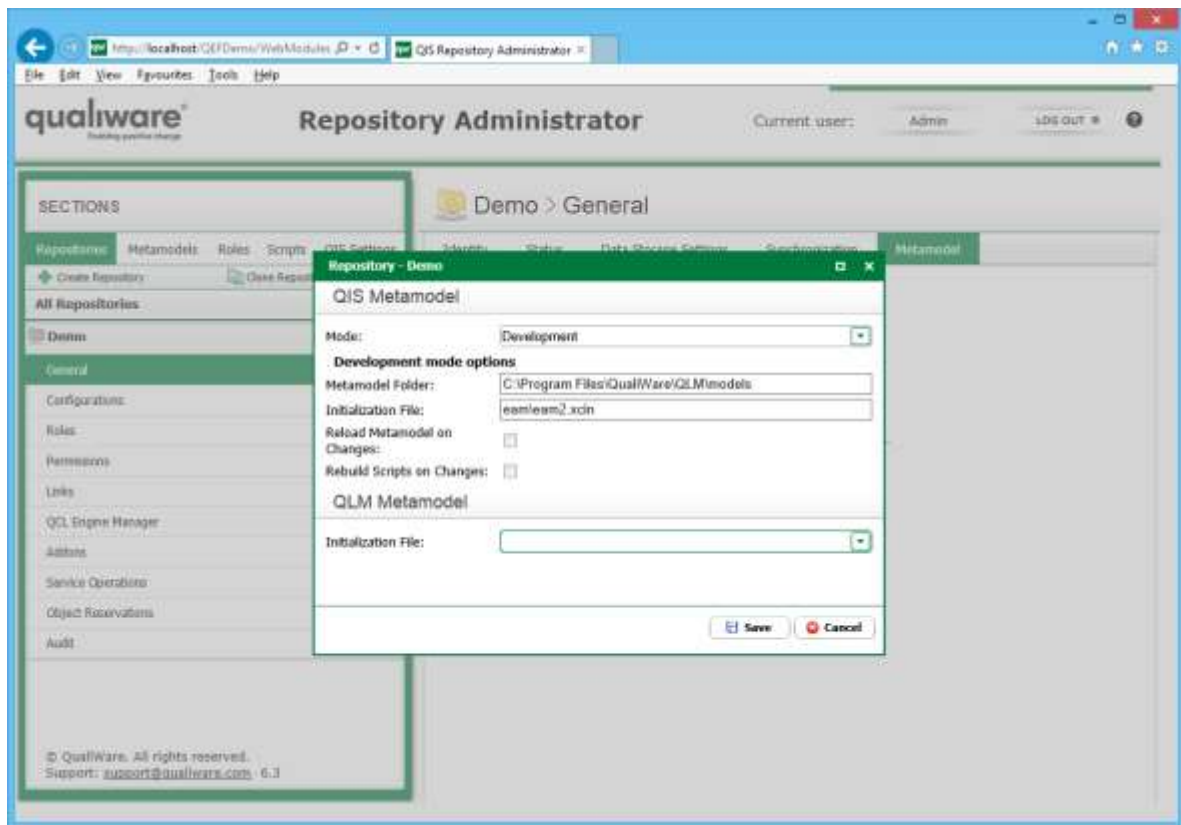 http://localhost/QEFDemo/WebModules
QIS Repository Administrator
File Edit View Favourites Tools Help
qualiware
Repository Administrator
Current user: Admin LOG OUT
SECTIONS
Demo > General
Repositories Metamodels Roles Scripts QIS Settings
Identity Status Data Storage Settings Synchronization Metamodel
Create Repository
All Repositories
Demo
General
Configurations
Roles
Permissions
Links
QCL Engine Manager
Addons
Service Operations
Object Reservations
Audit
Repository - Demo
QIS Metamodel
Mode: Development
Development mode options
Metamodel Folder: C:\Program Files\QualiWare\QLM\models
Initialization File: eam\eam2.xcin
Reload Metamodel on
Changes:
Rebuild Scripts on Changes:
QLM Metamodel
Initialization File:
Save Cancel
© QualiWare. All rights reserved.
Support: support@qualiware.com 6.3